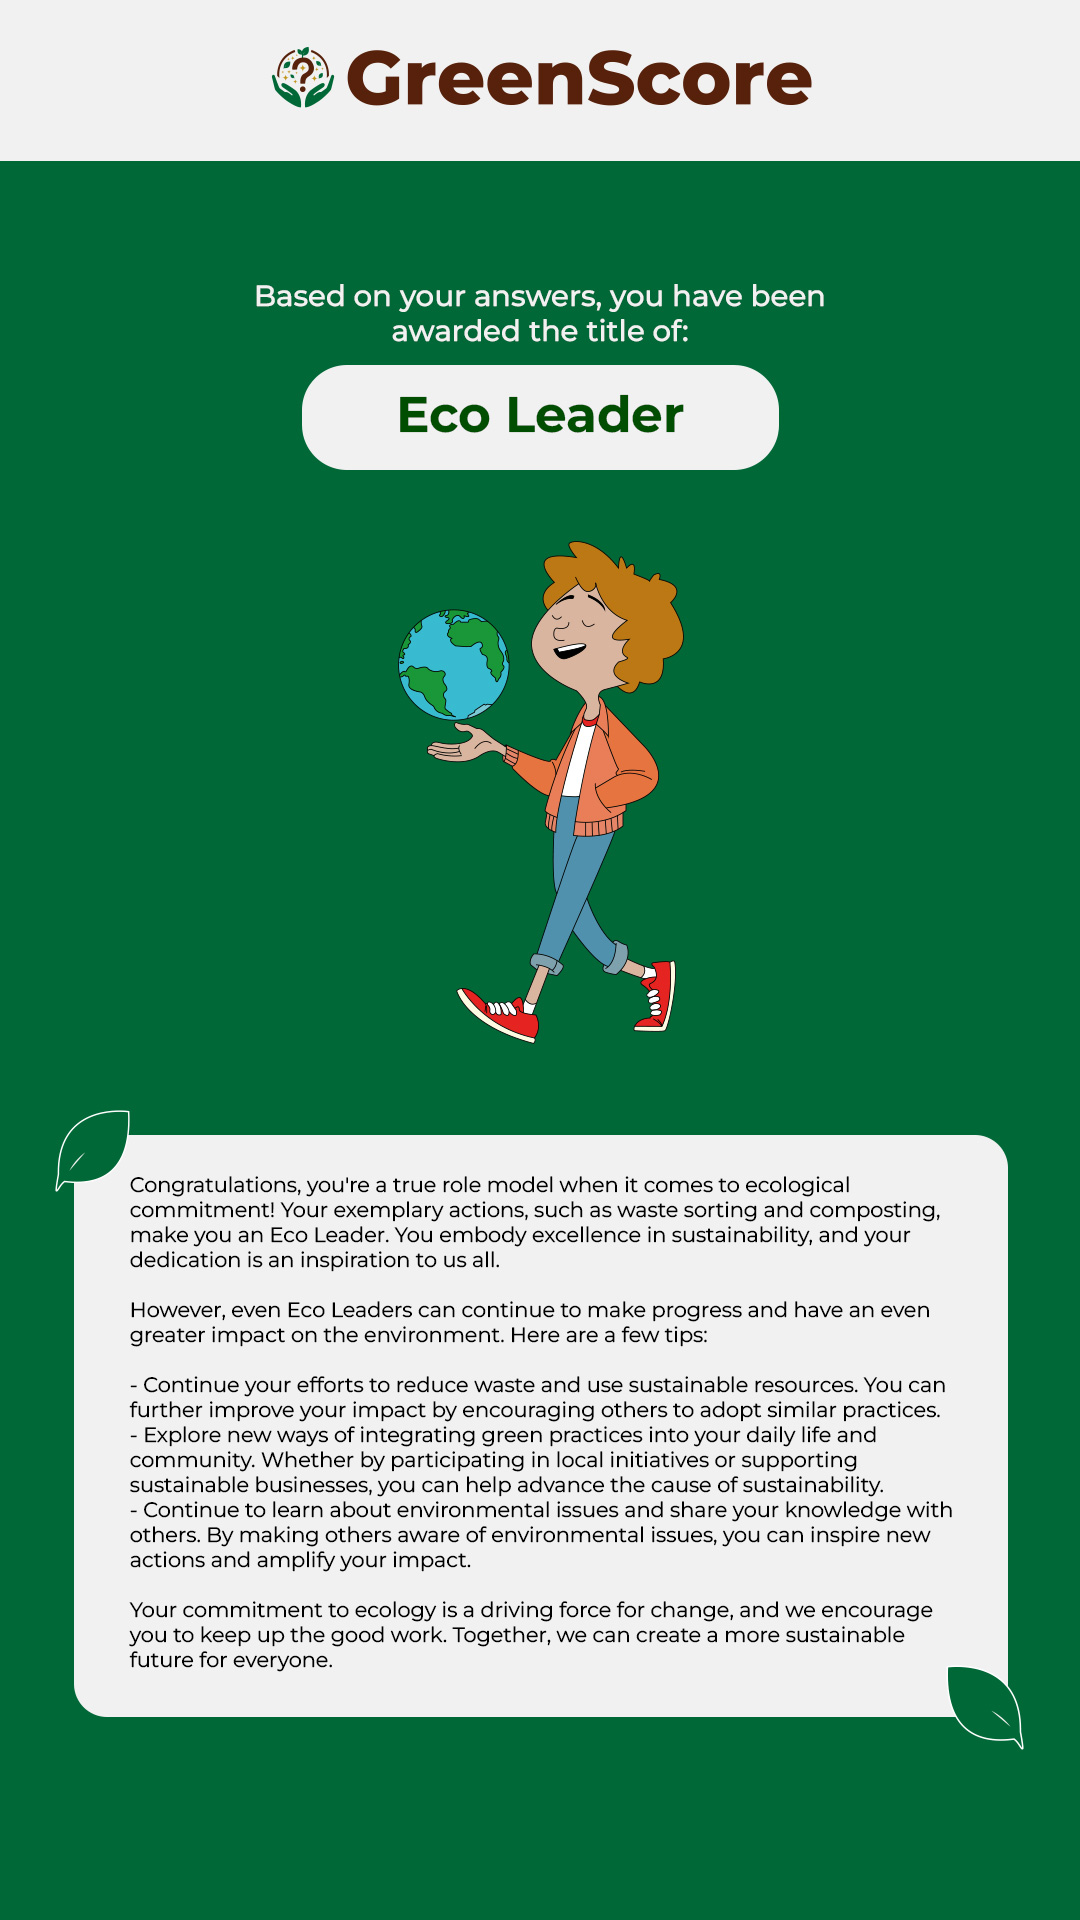 GreenScore
Based on your answers, you have been
awarded the title of:
Eco Leader
Congratulations, you're a true role model when it comes to ecological
commitment! Your exemplary actions, such as waste sorting and composting,
make you an Eco Leader. You embody excellence in sustainability, and your
dedication is an inspiration to us all.
However, even Eco Leaders can continue to make progress and have an even
greater impact on the environment. Here are a few tips:
- Continue your efforts to reduce waste and use sustainable resources. You can
further improve your impact by encouraging others to adopt similar practices.
- Explore new ways of integrating green practices into your daily life and
community. Whether by participating in local initiatives or supporting
sustainable businesses, you can help advance the cause of sustainability.
- Continue to learn about environmental issues and share your knowledge with
others. By making others aware of environmental issues, you can inspire new
actions and amplify your impact.
Your commitment to ecology is a driving force for change, and we encourage
you to keep up the good work. Together, we can create a more sustainable
future for everyone.